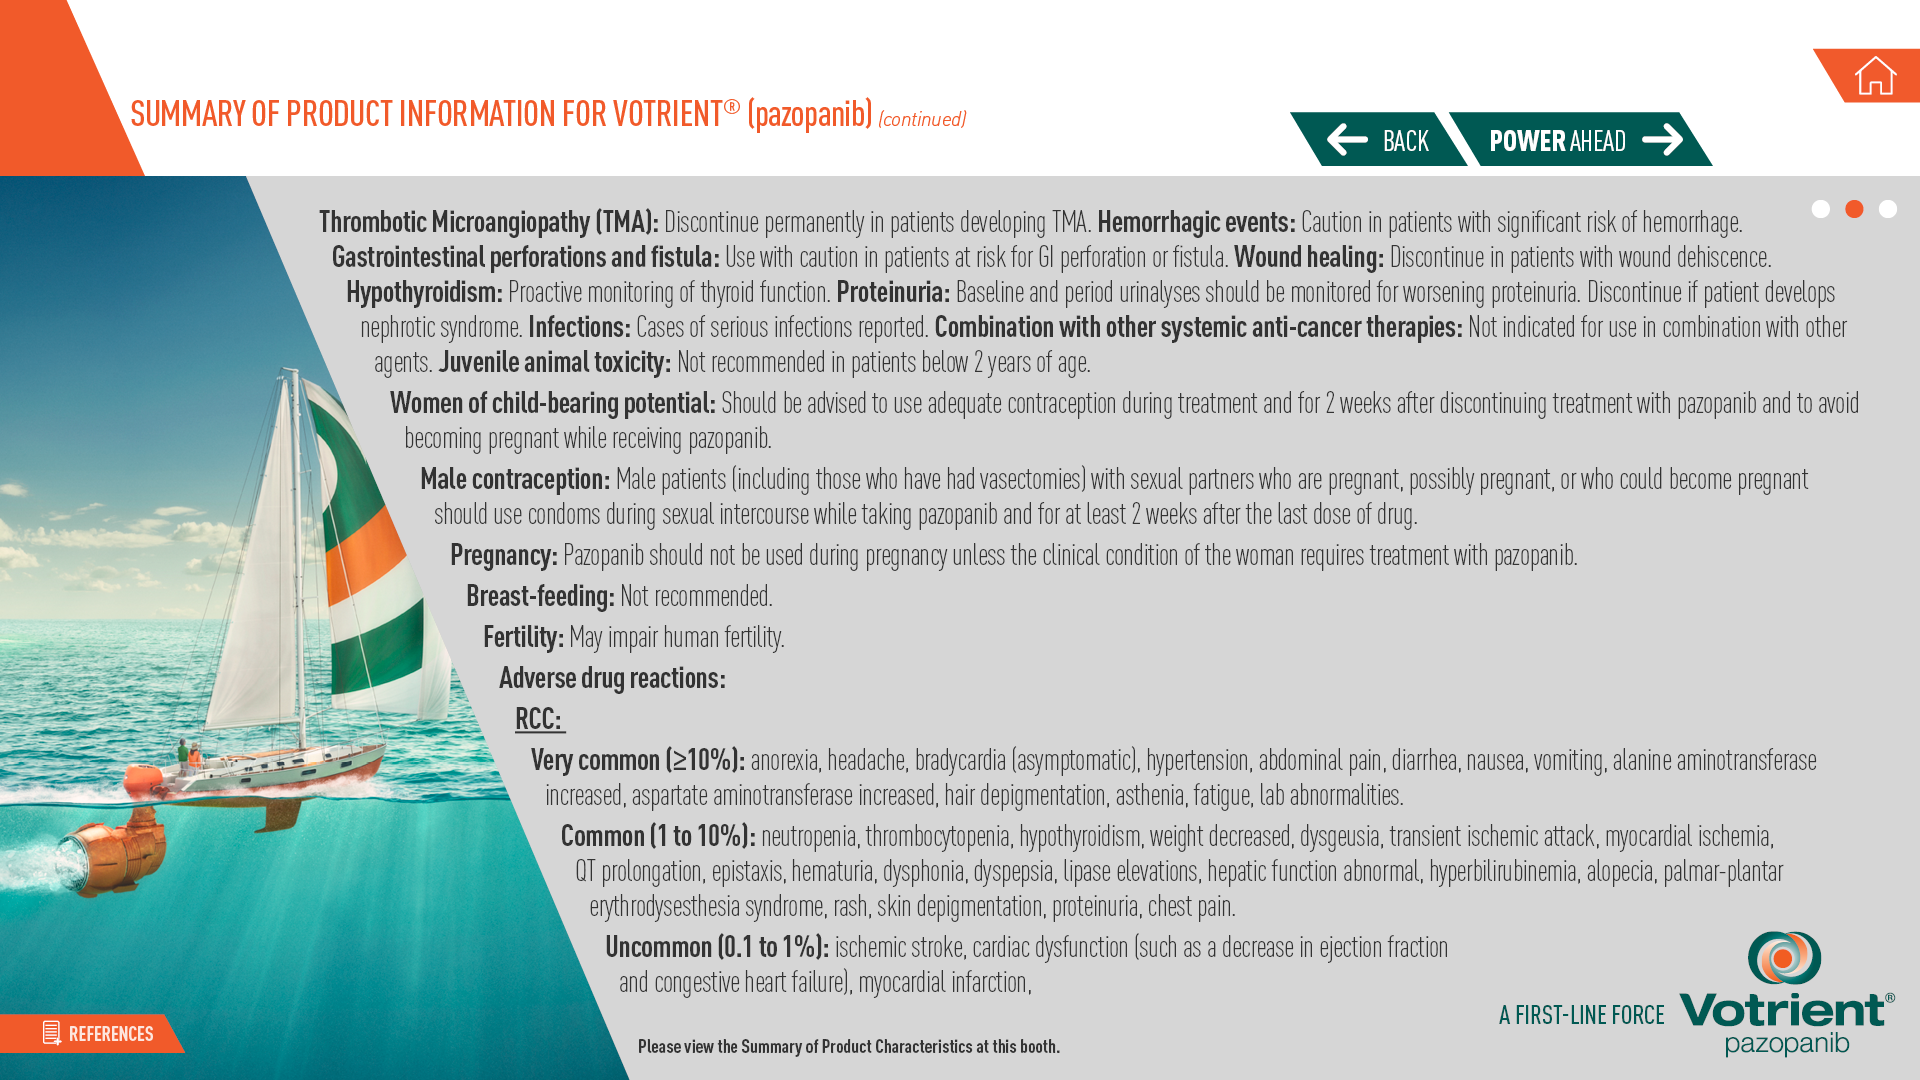 SUMMARY OF PRODUCT INFORMATION FOR VOTRIENT® (pazopanib) (continued)
BACK
POWER AHEAD
Thrombotic Microangiopathy (TMA): Discontinue permanently in patients developing TMA. Hemorrhagic events: Caution in patients with significant risk of hemorrhage.
Gastrointestinal perforations and fistula: Use with caution in patients at risk for GI perforation or fistula. Wound healing: Discontinue in patients with wound dehiscence.
Hypothyroidism: Proactive monitoring of thyroid function. Proteinuria: Baseline and period urinalyses should be monitored for worsening proteinuria. Discontinue if patient develops
nephrotic syndrome. Infections: Cases of serious infections reported. Combination with other systemic anti-cancer therapies: Not indicated for use in combination with other
agents. Juvenile animal toxicity: Not recommended in patients below 2 years of age.
Women of child-bearing potential: Should be advised to use adequate contraception during treatment and for 2 weeks after discontinuing treatment with pazopanib and to avoid
becoming pregnant while receiving pazopanib.
Male contraception: Male patients (including those who have had vasectomies) with sexual partners who are pregnant, possibly pregnant, or who could become pregnant
should use condoms during sexual intercourse while taking pazopanib and for at least 2 weeks after the last dose of drug.
Pregnancy: Pazopanib should not be used during pregnancy unless the clinical condition of the woman requires treatment with pazopanib.
Breast-feeding: Not recommended.
Fertility: May impair human fertility.
Adverse drug reactions:
RCC:
Very common (≥10%): anorexia, headache, bradycardia (asymptomatic), hypertension, abdominal pain, diarrhea, nausea, vomiting, alanine aminotransferase
increased, aspartate aminotransferase increased, hair depigmentation, asthenia, fatigue, lab abnormalities.
Common (1 to 10%): neutropenia, thrombocytopenia, hypothyroidism, weight decreased, dysgeusia, transient ischemic attack, myocardial ischemia,
QT prolongation, epistaxis, hematuria, dysphonia, dyspepsia, lipase elevations, hepatic function abnormal, hyperbilirubinemia, alopecia, palmar-plantar
erythrodysesthesia syndrome, rash, skin depigmentation, proteinuria, chest pain.
Uncommon (0.1 to 1%): ischemic stroke, cardiac dysfunction (such as a decrease in ejection fraction
and congestive heart failure), myocardial infarction,
A FIRST-LINE FORCE
Votrient®
pazopanib
REFERENCES
Please view the Summary of Product Characteristics at this booth.